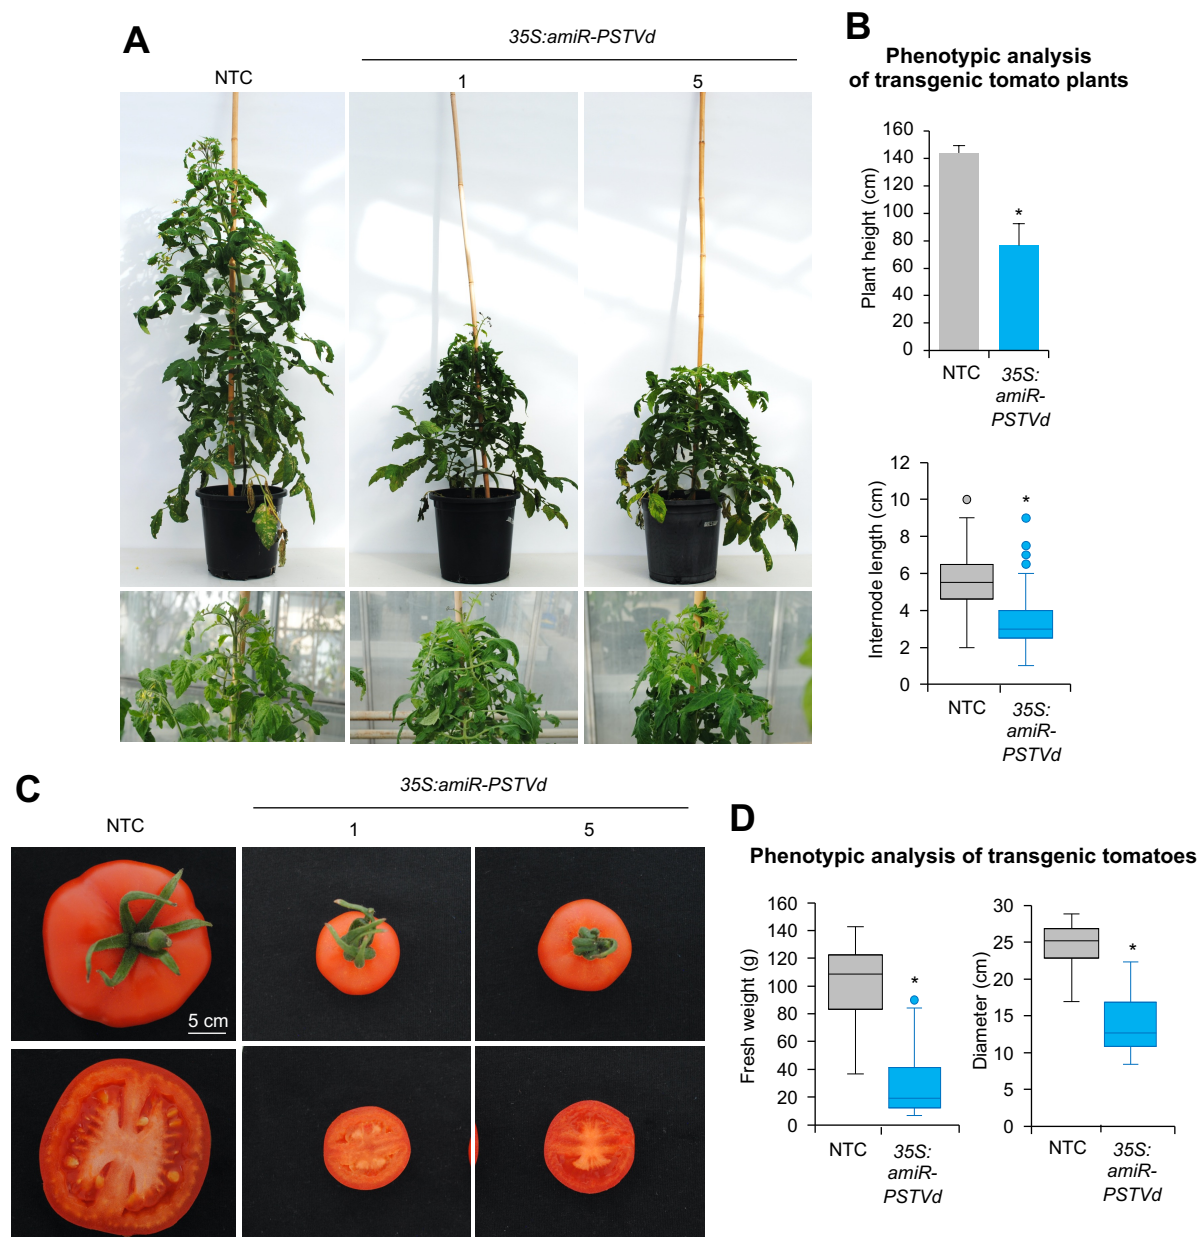 A
35S:amiR-PSTVd
NTC
1
5
B
Phenotypic analysis
of transgenic tomato plants
Plant height (cm)
160
140
120
100
80
60
40
20
0
*
NTC
35S:
amiR-
PSTVd
Internode length (cm)
12
10
8
6
4
2
0
*
NTC
35S:
amiR-
PSTVd
C
35S:amiR-PSTVd
NTC
1
5
5 cm
D
Phenotypic analysis of transgenic tomatoes
Fresh weight (g)
160
140
120
100
80
60
40
20
0
*
NTC
35S:
amiR-
PSTVd
Diameter (cm)
30
25
20
15
10
5
0
*
NTC
35S:
amiR-
PSTVd